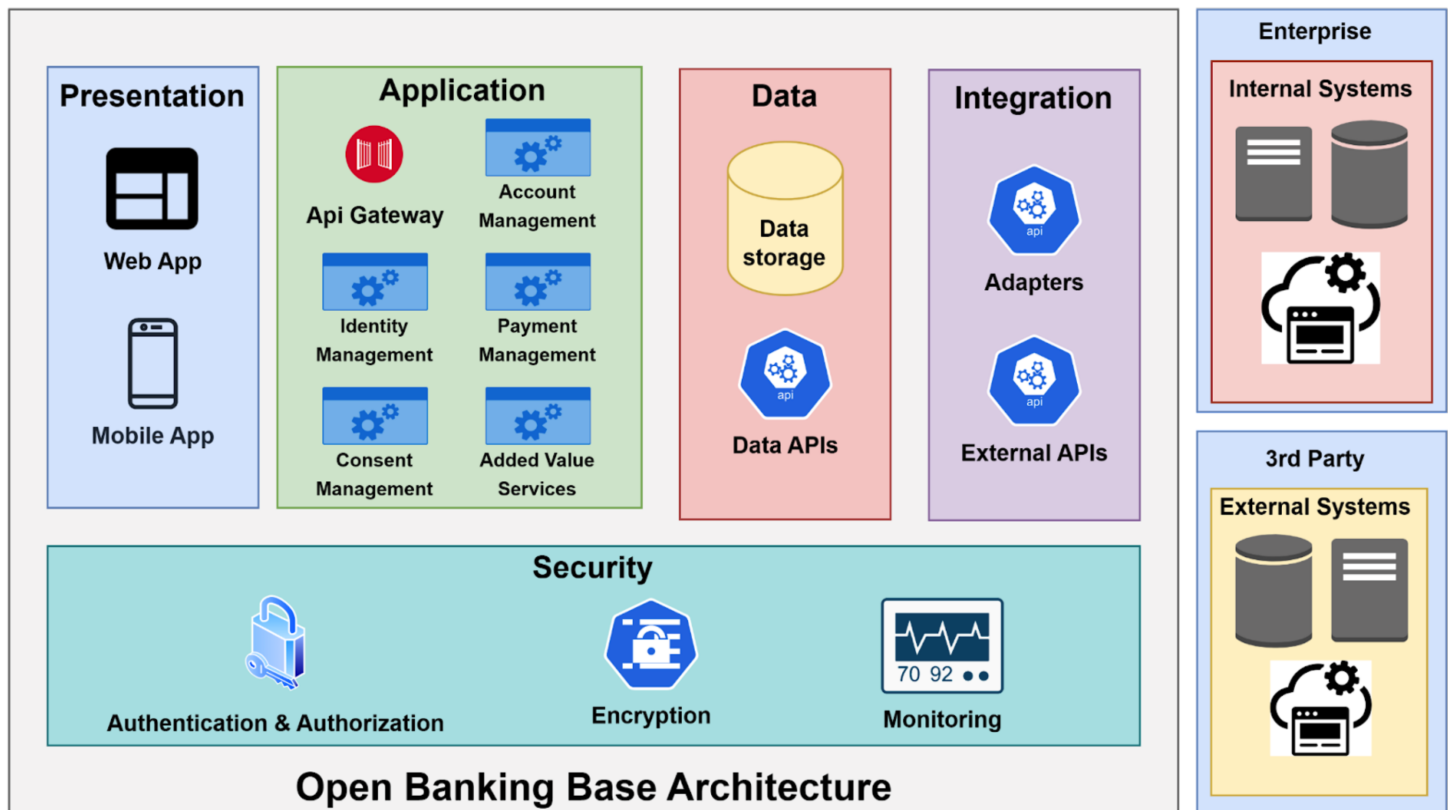 Presentation
Web App
Mobile App
Application
Api Gateway
Account
Management
Identity
Management
Payment
Management
Consent
Management
Added Value
Services
Data
Data
storage
api
Data APIs
Integration
api
Adapters
api
External APIs
Security
Authentication & Authorization
Encryption
70 92
Monitoring
Open Banking Base Architecture
Enterprise
Internal Systems
3rd Party
External Systems